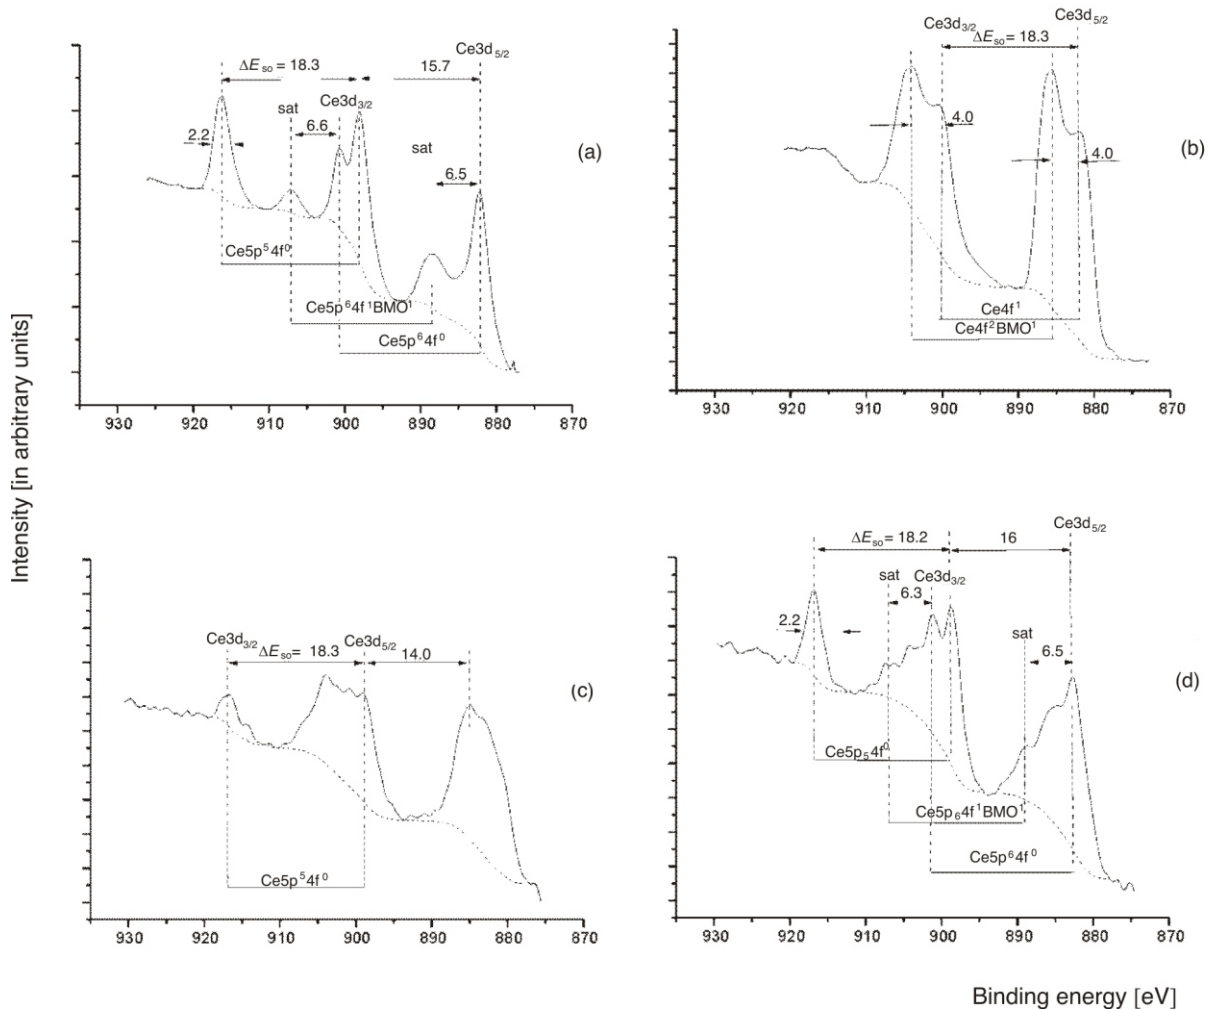 Intensity [in arbitrary units]
Ce3d5/2
ΔEso = 18.3
15.7
sat
Ce3d3/2
6.6
2.2
sat
6.5
(a)
Ce5p⁵4f⁰
Ce5p⁶4f¹BMO¹
Ce5p⁶4f⁰
930 920 910 900 890 880 870
Ce3d3/2
Ce3d5/2
ΔEso = 18.3
4.0
4.0
(b)
Ce4f¹
Ce4f²BMO¹
930 920 910 900 890 880 870
Ce3d3/2
Ce3d5/2
ΔEso = 18.3
14.0
(c)
Ce5p⁵4f⁰
930 920 910 900 890 880 870
Ce3d5/2
ΔEso = 18.2
16
sat
Ce3d3/2
6.3
2.2
sat
6.5
(d)
Ce5p₅4f⁰
Ce5p₆4f¹BMO¹
Ce5p⁶4f⁰
930 920 910 900 890 880 870
Binding energy [eV]